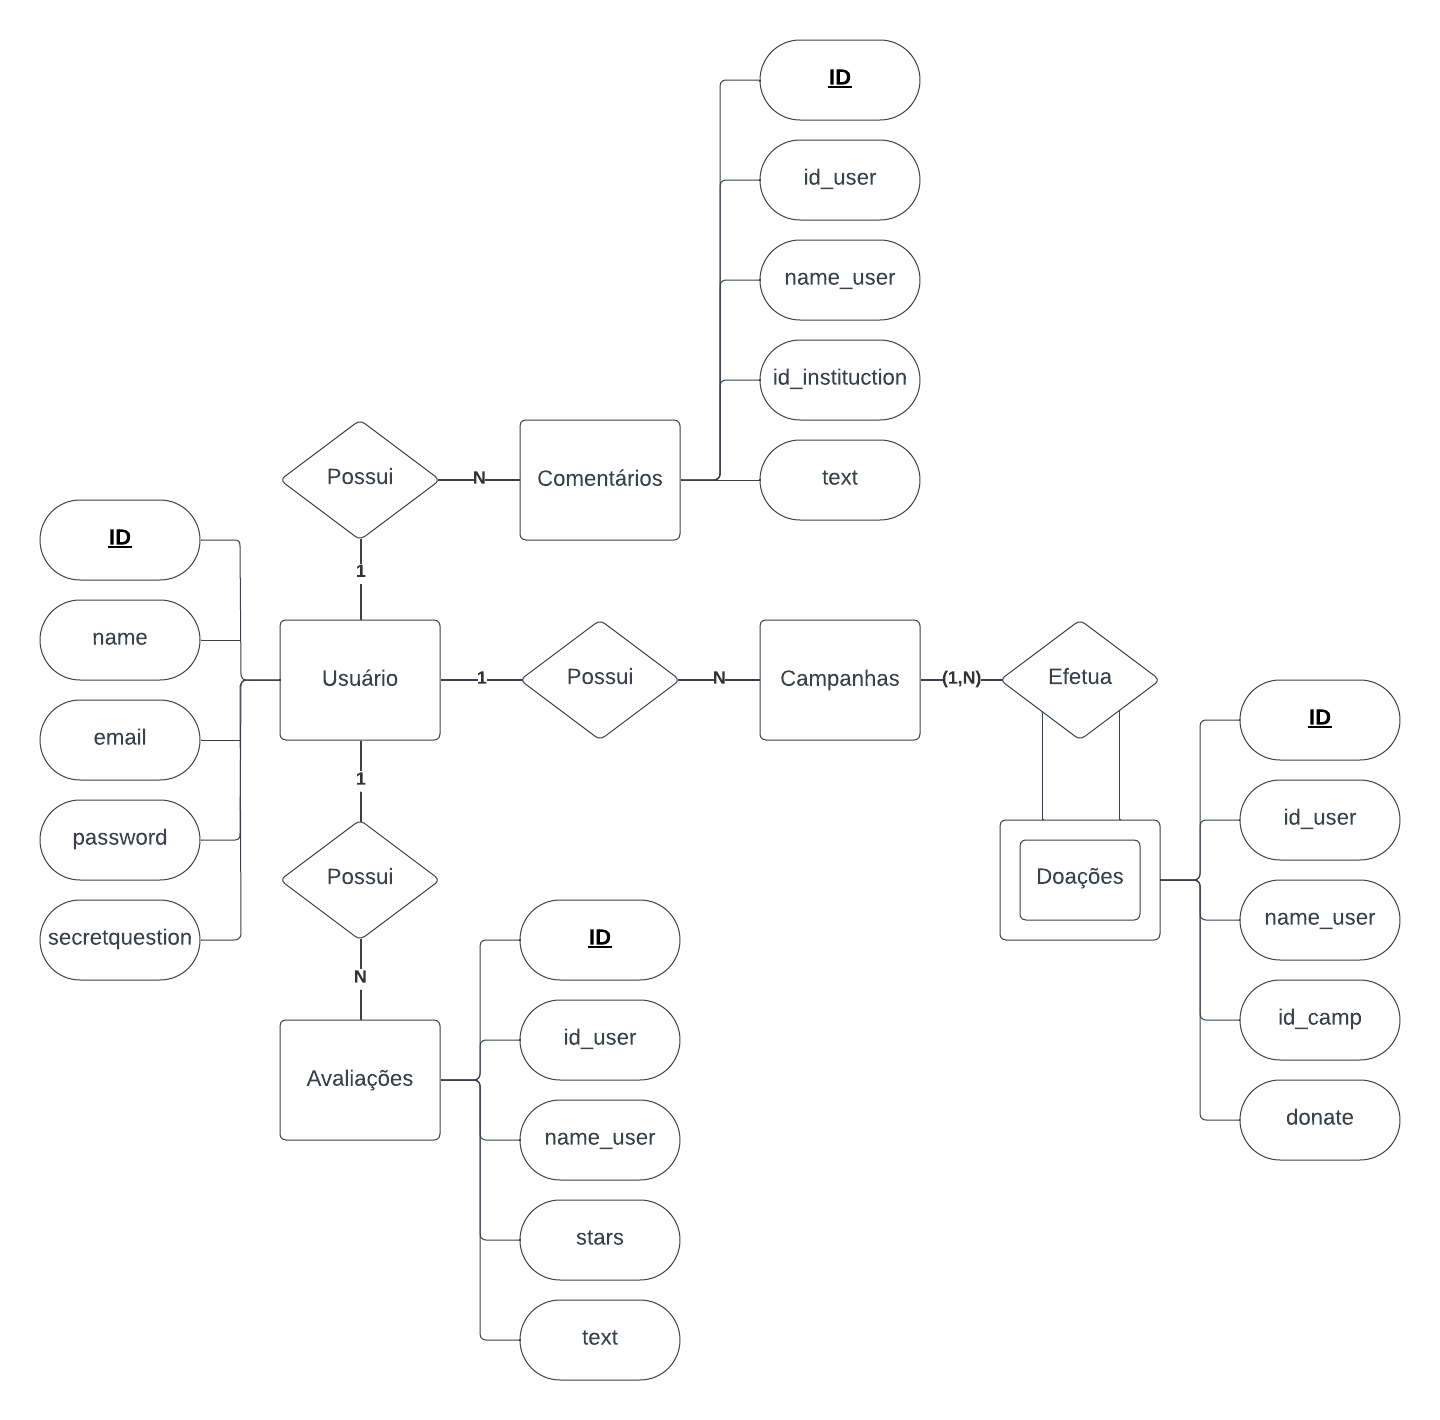 ID
id_user
name_user
id_instituction
text
Possui
N
Comentários
1
ID
name
email
password
secretquestion
Usuário
1
Possui
N
Campanhas
(1,N)
Efetua
Doações
ID
id_user
name_user
id_camp
donate
1
Possui
N
Avaliações
ID
id_user
name_user
stars
text